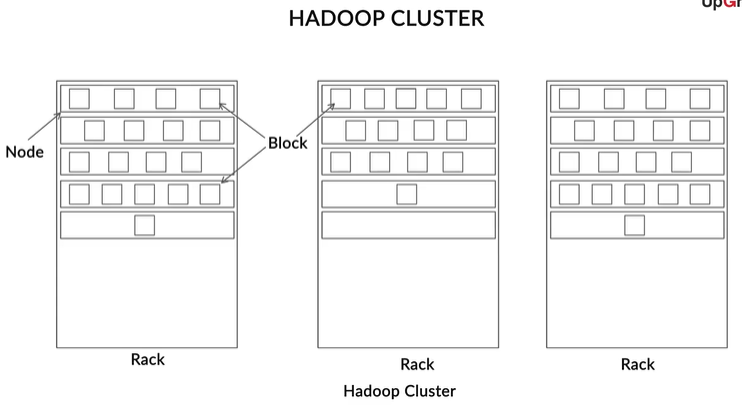 HADOOP CLUSTER
Node
Block
Rack
Rack
Rack
Hadoop Cluster